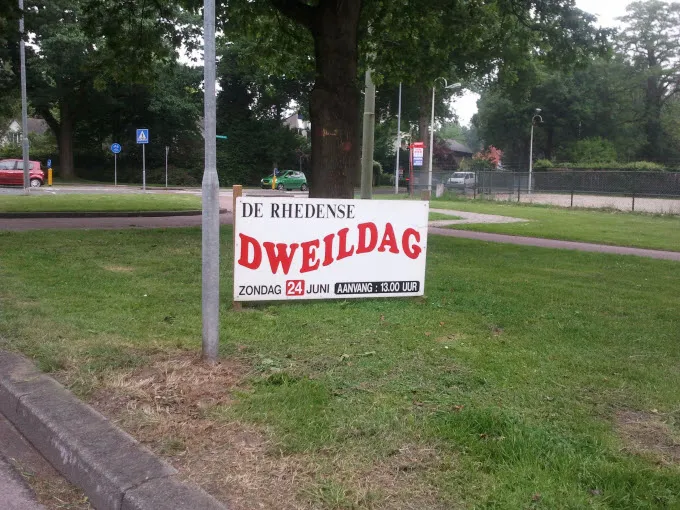 DE RHEDENSE
DWEILDAG
ZONDAG 24 JUNI AANVANG : 13.00 UUR